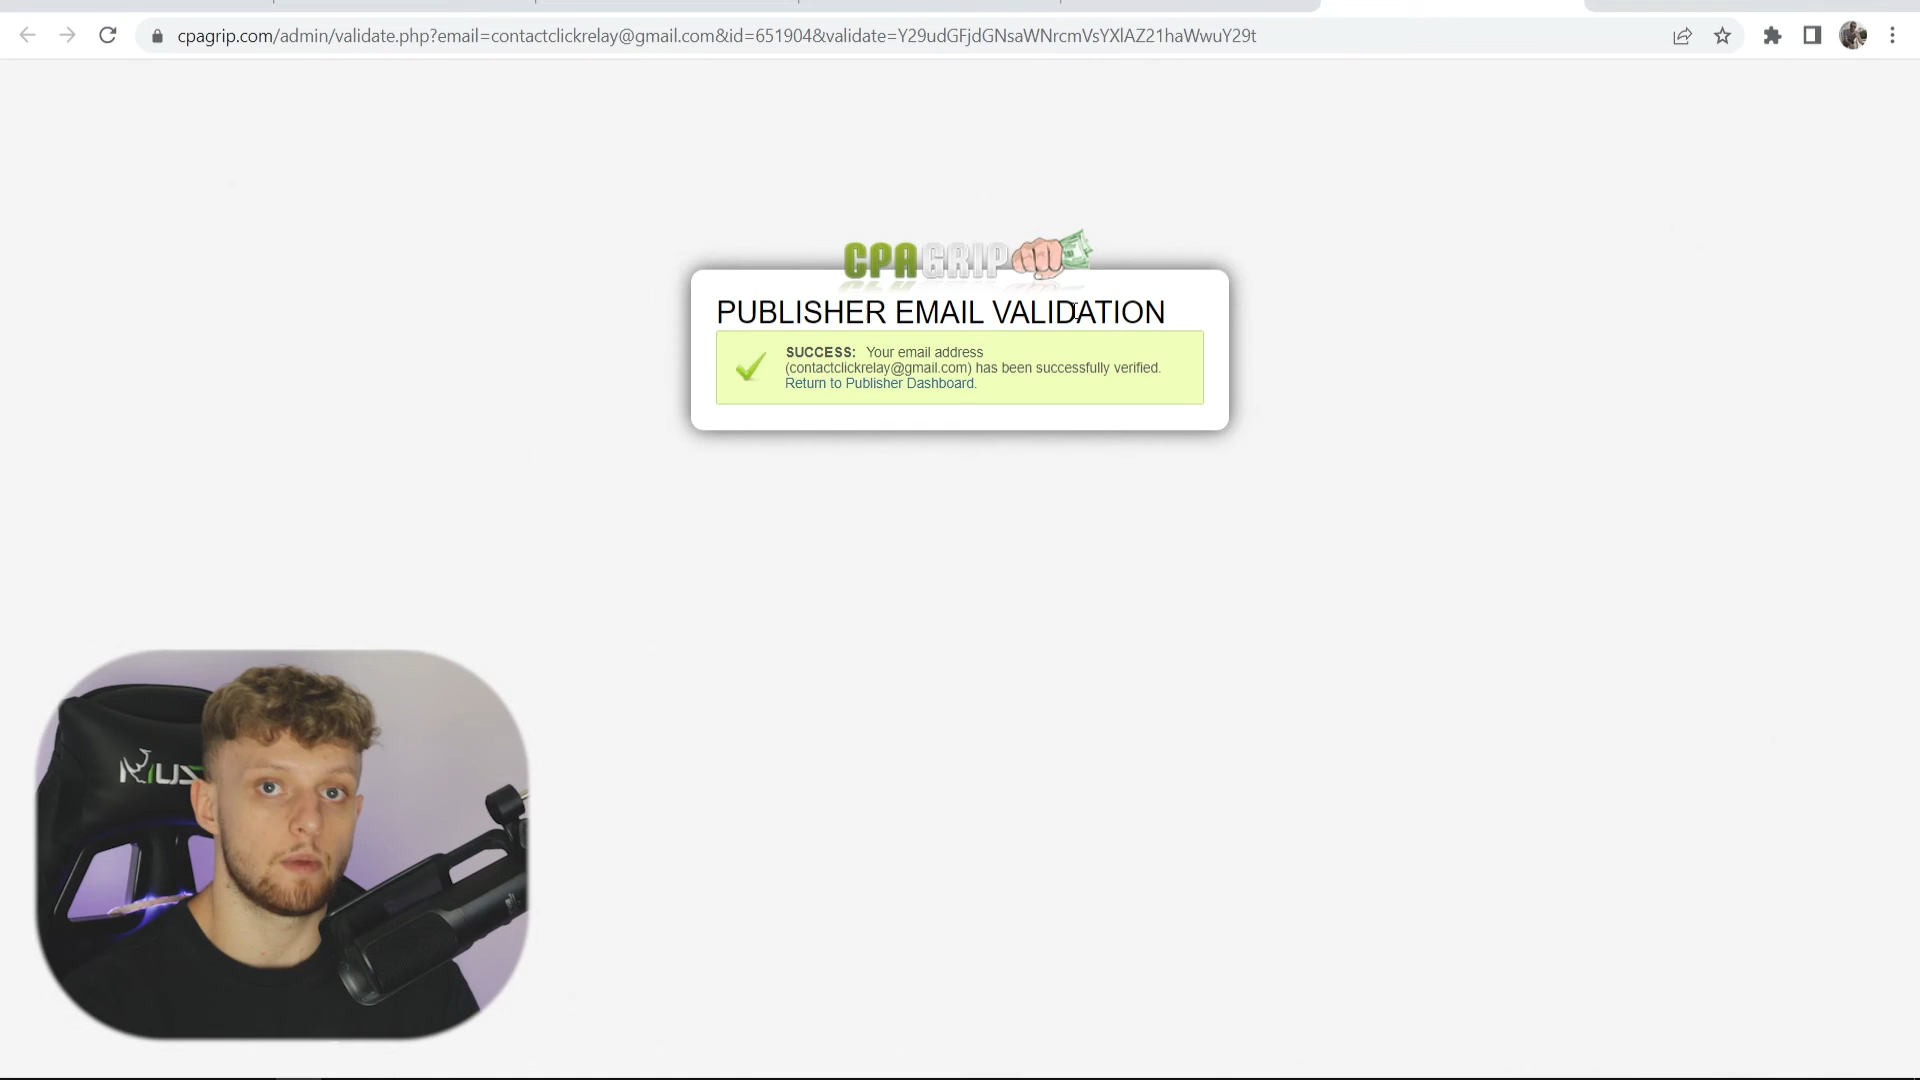 cpagrip.com/admin/validate.php?email=contactclickrelay@gmail.com&id=651904&validate=Y29udGFjdGNsaWNrcmVsYXlAZ21haWwuY29t
CPAGRIP
PUBLISHER EMAIL VALIDATION
SUCCESS: Your email address
(contactclickrelay@gmail.com) has been successfully verified.
Return to Publisher Dashboard.